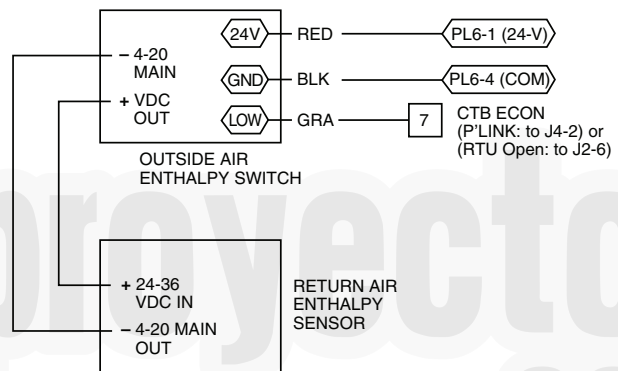 24V RED PL6-1 (24-V)
– 4-20
MAIN
GND BLK PL6-4 (COM)
+ VDC
OUT
LOW GRA 7 CTB ECON
(P'LINK: to J4-2) or
(RTU Open: to J2-6)
OUTSIDE AIR
ENTHALPY SWITCH
proyecto
+ 24-36
VDC IN
– 4-20 MAIN
OUT
RETURN AIR
ENTHALPY
SENSOR